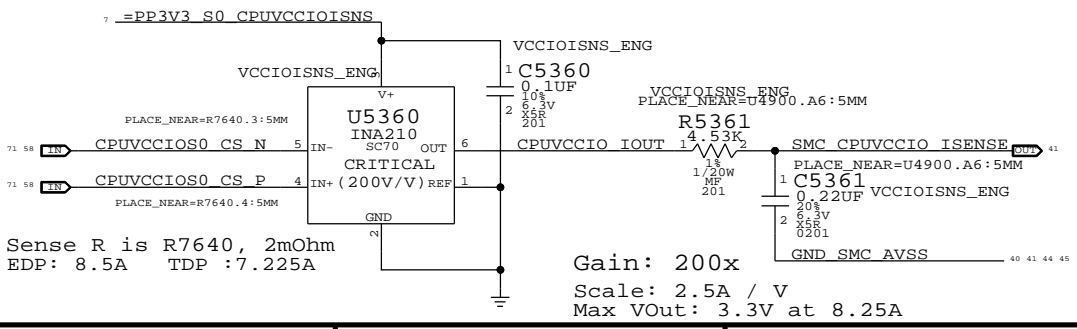 7 =PP3V3_S0_CPUVCCIOISNS
VCCIOISNS_ENG
VCCIOISNS_ENG
3
V+
1 C5360
0.1UF
10%
6.3V
2 X5R
201
PLACE_NEAR=R7640.3:5MM
U5360
INA210
SC70
CRITICAL
(200V/V)
71 58 IN CPUVCCIOS0_CS_N 5 IN-
OUT 6 CPUVCCIO_IOUT
71 58 IN CPUVCCIOS0_CS_P 4 IN+
REF 1
PLACE_NEAR=R7640.4:5MM
GND
2
VCCIOISNS_ENG
PLACE_NEAR=U4900.A6:5MM
R5361
1 4.53K 2
1%
1/20W
MF
201
SMC_CPUVCCIO_ISENSE OUT 41
PLACE_NEAR=U4900.A6:5MM
1 C5361 VCCIOISNS_ENG
0.22UF
20%
6.3V
2 X5R
0201
GND_SMC_AVSS 40 41 44 45
Sense R is R7640, 2mOhm
EDP: 8.5A TDP :7.225A
Gain: 200x
Scale: 2.5A / V
Max VOut: 3.3V at 8.25A